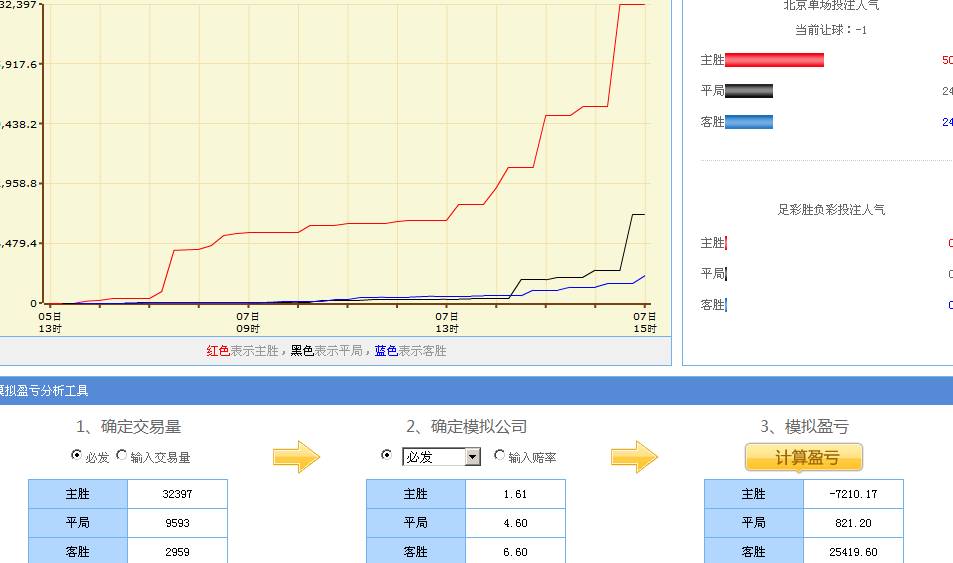 32,397
北京单场投注人气
当前让球：-1
主胜 50
平局 24
客胜 24
足彩胜负彩投注人气
主胜 0
平局 0
客胜 0
,917.6
,438.2
,958.8
,479.4
0
05日 07日 07日 07日
13时 09时 13时 15时
红色表示主胜，黑色表示平局，蓝色表示客胜
模拟盈亏分析工具
1、确定交易量 2、确定模拟公司 3、模拟盈亏
必发 输入交易量 必发 输入赔率 计算盈亏
主胜 32397 主胜 1.61 主胜 -7210.17
平局 9593 平局 4.60 平局 821.20
客胜 2959 客胜 6.60 客胜 25419.60